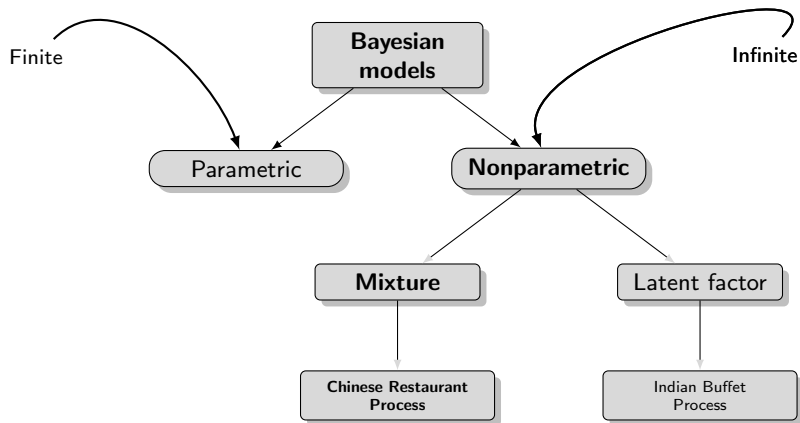 Bayesian
models
Finite
Infinite
Parametric
Nonparametric
Mixture
Latent factor
Chinese Restaurant
Process
Indian Buffet
Process